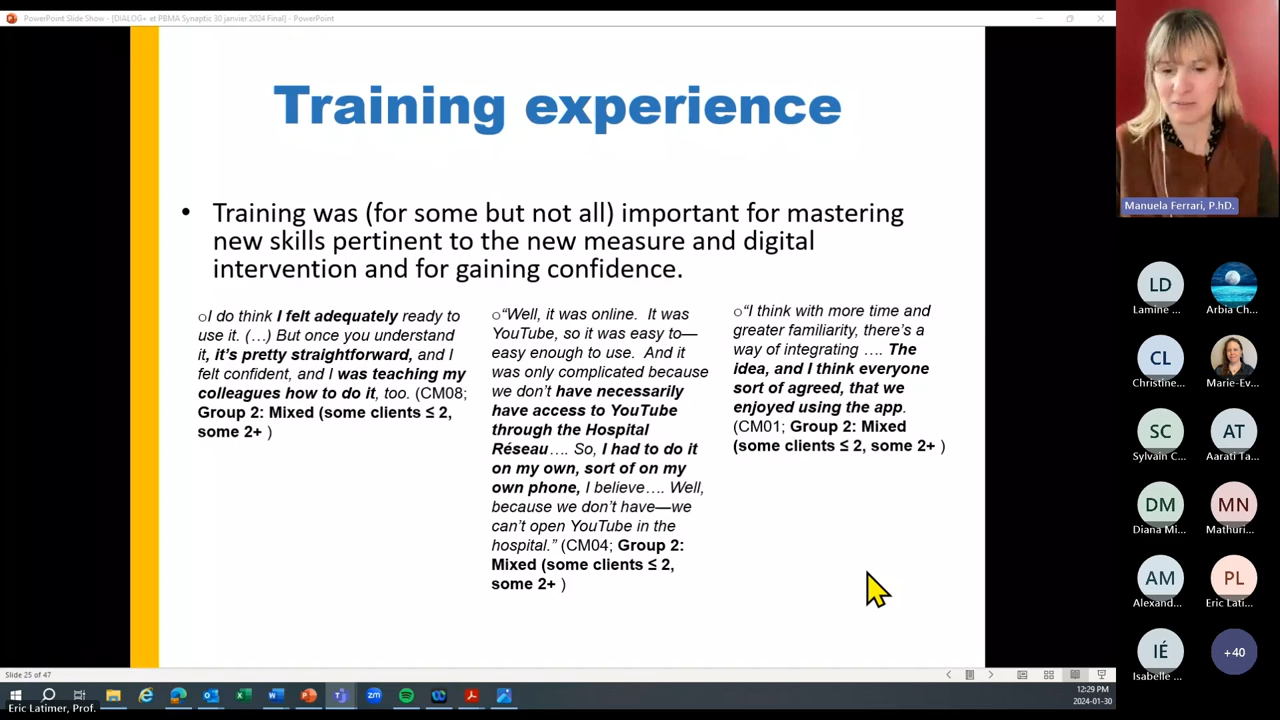 PowerPoint Slide Show - [DIALOG+ et PBMA Synaptic 30 janvier 2024 Final] - PowerPoint
Training experience
• Training was (for some but not all) important for mastering
new skills pertinent to the new measure and digital
intervention and for gaining confidence.
oI do think I felt adequately ready to
use it. (…) But once you understand
it, it’s pretty straightforward, and I
felt confident, and I was teaching my
colleagues how to do it, too. (CM08;
Group 2: Mixed (some clients ≤ 2,
some 2+ )
o“Well, it was online. It was
YouTube, so it was easy to—
easy enough to use. And it
was only complicated because
we don’t have necessarily
have access to YouTube
through the Hospital
Réseau…. So, I had to do it
on my own, sort of on my
own phone, I believe…. Well,
because we don’t have—we
can’t open YouTube in the
hospital.” (CM04; Group 2:
Mixed (some clients ≤ 2,
some 2+ )
o“I think with more time and
greater familiarity, there’s a
way of integrating …. The
idea, and I think everyone
sort of agreed, that we
enjoyed using the app.
(CM01; Group 2: Mixed
(some clients ≤ 2, some 2+ )
Slide 25 of 47
12:29 PM
2024-01-30
Eric Latimer, Prof.
Manuela Ferrari, P.hD.
LD
Lamine ...
Arbia Ch...
CL
Christine...
Marie-Ev...
SC
Sylvain C...
AT
Aarati Ta...
DM
Diana Mi...
MN
Mathuri...
AM
Alexand...
PL
Eric Lati...
IÉ
Isabelle ...
+40